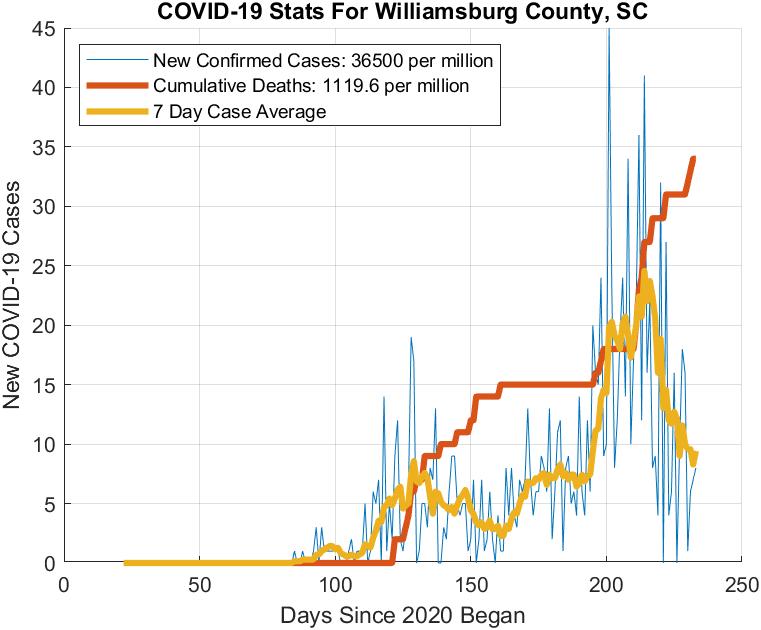 COVID-19 Stats For Williamsburg County, SC
New Confirmed Cases: 36500 per million
Cumulative Deaths: 1119.6 per million
7 Day Case Average
New COVID-19 Cases
45
40
35
30
25
20
15
10
5
0
0 50 100 150 200 250
Days Since 2020 Began